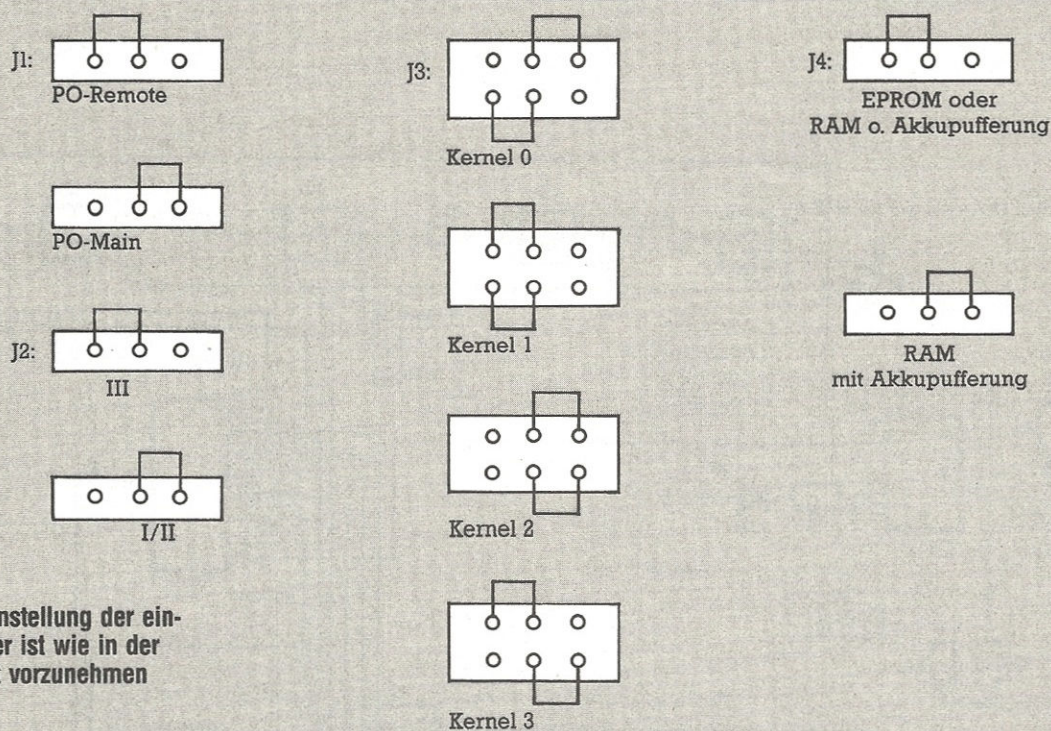 J1:
PO-Remote
PO-Main
J2:
III
I/II
J3:
Kernel 0
Kernel 1
Kernel 2
Kernel 3
J4:
EPROM oder
RAM o. Akkupufferung
RAM
mit Akkupufferung
nstellung der ein-
er ist wie in der
vorzunehmen